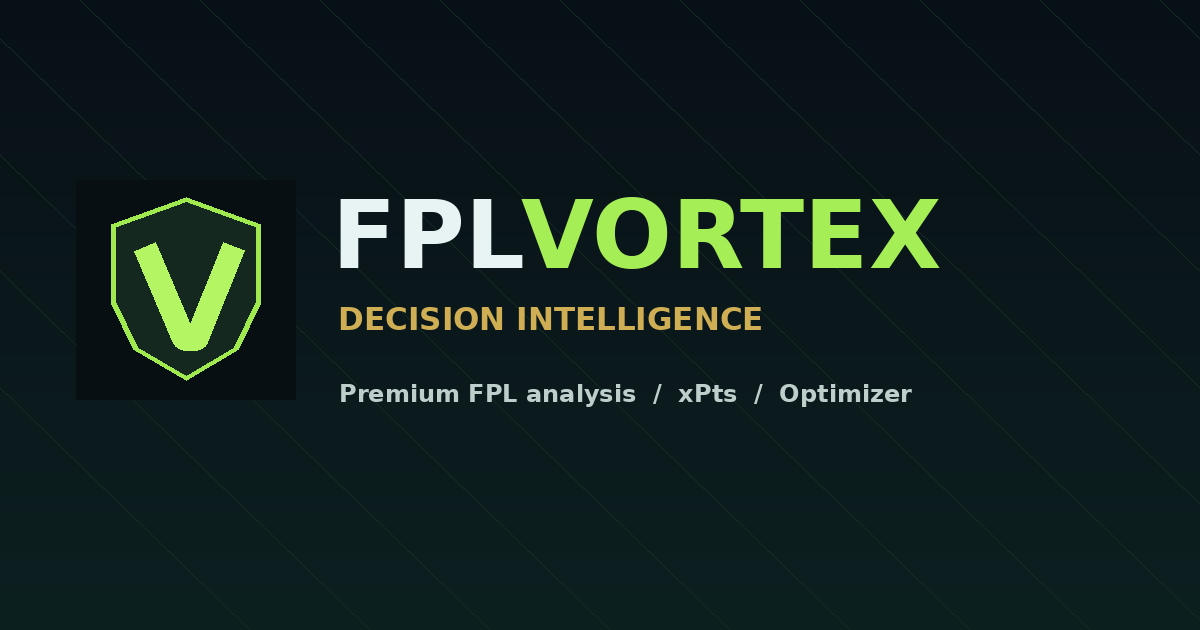 FPLVORTEX
DECISION INTELLIGENCE
Premium FPL analysis / xPts / Optimizer